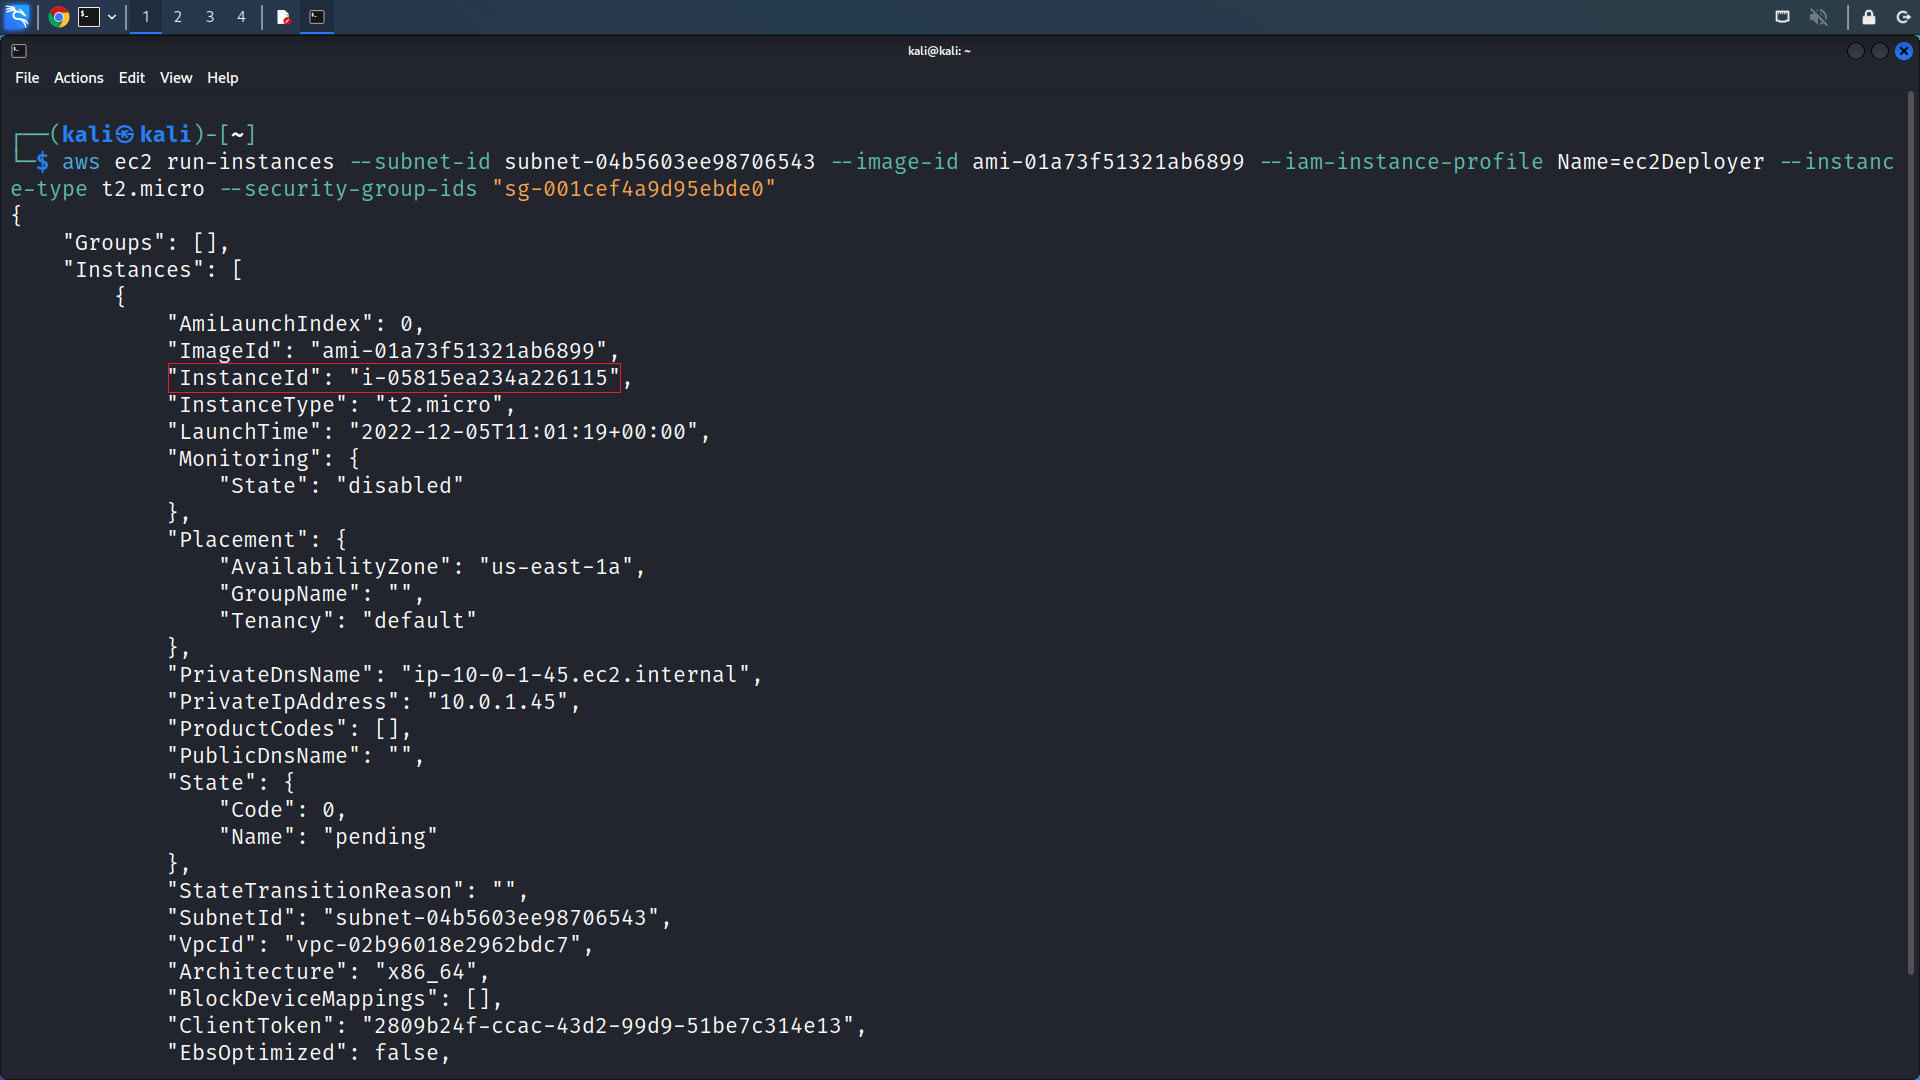 1 2 3 4
kali@kali: ~
File Actions Edit View Help
┌──(kali㉿kali)-[~]
└─$ aws ec2 run-instances --subnet-id subnet-04b5603ee98706543 --image-id ami-01a73f51321ab6899 --iam-instance-profile Name=ec2Deployer --instanc
e-type t2.micro --security-group-ids "sg-001cef4a9d95ebde0"
{
    "Groups": [],
    "Instances": [
        {
            "AmiLaunchIndex": 0,
            "ImageId": "ami-01a73f51321ab6899",
            "InstanceId": "i-05815ea234a226115",
            "InstanceType": "t2.micro",
            "LaunchTime": "2022-12-05T11:01:19+00:00",
            "Monitoring": {
                "State": "disabled"
            },
            "Placement": {
                "AvailabilityZone": "us-east-1a",
                "GroupName": "",
                "Tenancy": "default"
            },
            "PrivateDnsName": "ip-10-0-1-45.ec2.internal",
            "PrivateIpAddress": "10.0.1.45",
            "ProductCodes": [],
            "PublicDnsName": "",
            "State": {
                "Code": 0,
                "Name": "pending"
            },
            "StateTransitionReason": "",
            "SubnetId": "subnet-04b5603ee98706543",
            "VpcId": "vpc-02b96018e2962bdc7",
            "Architecture": "x86_64",
            "BlockDeviceMappings": [],
            "ClientToken": "2809b24f-ccac-43d2-99d9-51be7c314e13",
            "EbsOptimized": false,